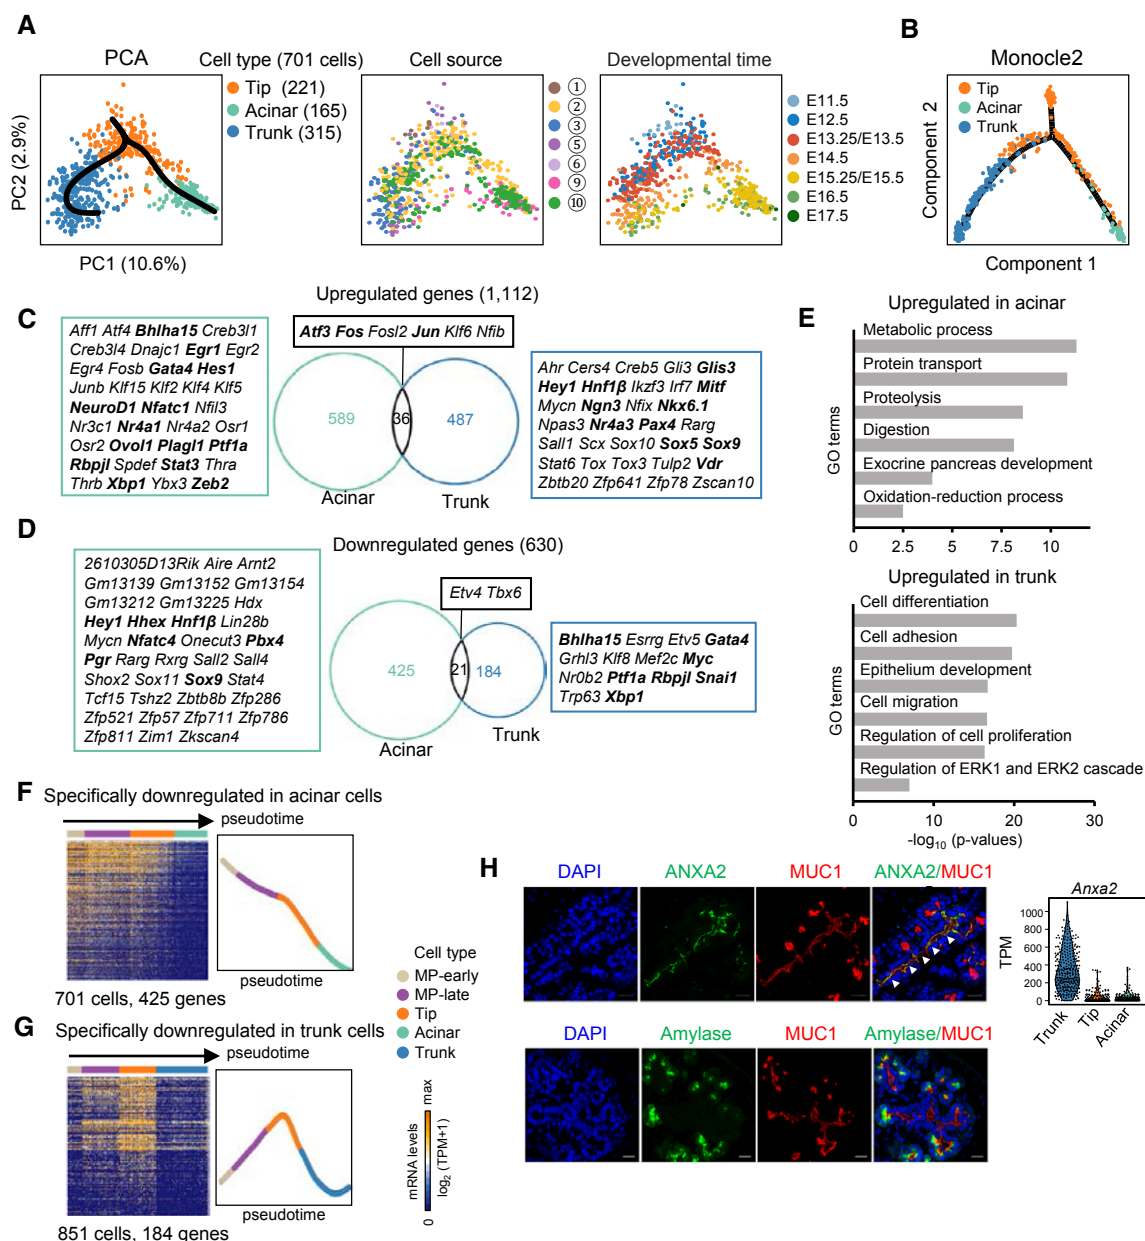 A
PCA
Cell type (701 cells)
Tip (221)
Acinar (165)
Trunk (315)
PC2 (2.9%)
PC1 (10.6%)
Cell source
①
②
③
⑤
⑥
⑨
⑩
Developmental time
E11.5
E12.5
E13.25/E13.5
E14.5
E15.25/E15.5
E16.5
E17.5
B
Monocle2
Tip
Acinar
Trunk
Component 2
Component 1
C
Upregulated genes (1,112)
Aff1 Atf4 Bhlha15 Creb3l1
Creb3l4 Dnajc1 Egr1 Egr2
Egr4 Fosb Gata4 Hes1
Junb Klf15 Klf2 Klf4 Klf5
NeuroD1 Nfatc1 Nfil3
Nr3c1 Nr4a1 Nr4a2 Osr1
Osr2 Ovol1 Plagl1 Ptf1a
Rbpjl Spdef Stat3 Thra
Thrb Xbp1 Ybx3 Zeb2
Atf3 Fos Fosl2 Jun Klf6 Nfib
589
36
487
Acinar
Trunk
Ahr Cers4 Creb5 Gli3 Glis3
Hey1 Hnf1β Ikzf3 Irf7 Mitf
Mycn Ngn3 Nfix Nkx6.1
Npas3 Nr4a3 Pax4 Rarg
Sall1 Scx Sox10 Sox5 Sox9
Stat6 Tox Tox3 Tulp2 Vdr
Zbtb20 Zfp641 Zfp78 Zscan10
D
Downregulated genes (630)
2610305D13Rik Aire Arnt2
Gm13139 Gm13152 Gm13154
Gm13212 Gm13225 Hdx
Hey1 Hhex Hnf1β Lin28b
Mycn Nfatc4 Onecut3 Pbx4
Pgr Rarg Rxrg Sall2 Sall4
Shox2 Sox11 Sox9 Stat4
Tcf15 Tshz2 Zbtb8b Zfp286
Zfp521 Zfp57 Zfp711 Zfp786
Zfp811 Zim1 Zkscan4
Etv4 Tbx6
425
21
184
Acinar
Trunk
Bhlha15 Esrrg Etv5 Gata4
Grhl3 Klf8 Mef2c Myc
Nr0b2 Ptf1a Rbpjl Snai1
Trp63 Xbp1
E
Upregulated in acinar
GO terms
Metabolic process
Protein transport
Proteolysis
Digestion
Exocrine pancreas development
Oxidation-reduction process
0 2.5 5 10
Upregulated in trunk
GO terms
Cell differentiation
Cell adhesion
Epithelium development
Cell migration
Regulation of cell proliferation
Regulation of ERK1 and ERK2 cascade
0 10 20 30
-log10 (p-values)
F
Specifically downregulated in acinar cells
pseudotime
pseudotime
701 cells, 425 genes
G
Specifically downregulated in trunk cells
pseudotime
pseudotime
851 cells, 184 genes
Cell type
MP-early
MP-late
Tip
Acinar
Trunk
mRNA levels
log2 (TPM+1)
0
max
H
DAPI
ANXA2
MUC1
ANXA2/MUC1
DAPI
Amylase
MUC1
Amylase/MUC1
Anxa2
TPM
1000
800
600
400
200
0
Trunk
Tip
Acinar